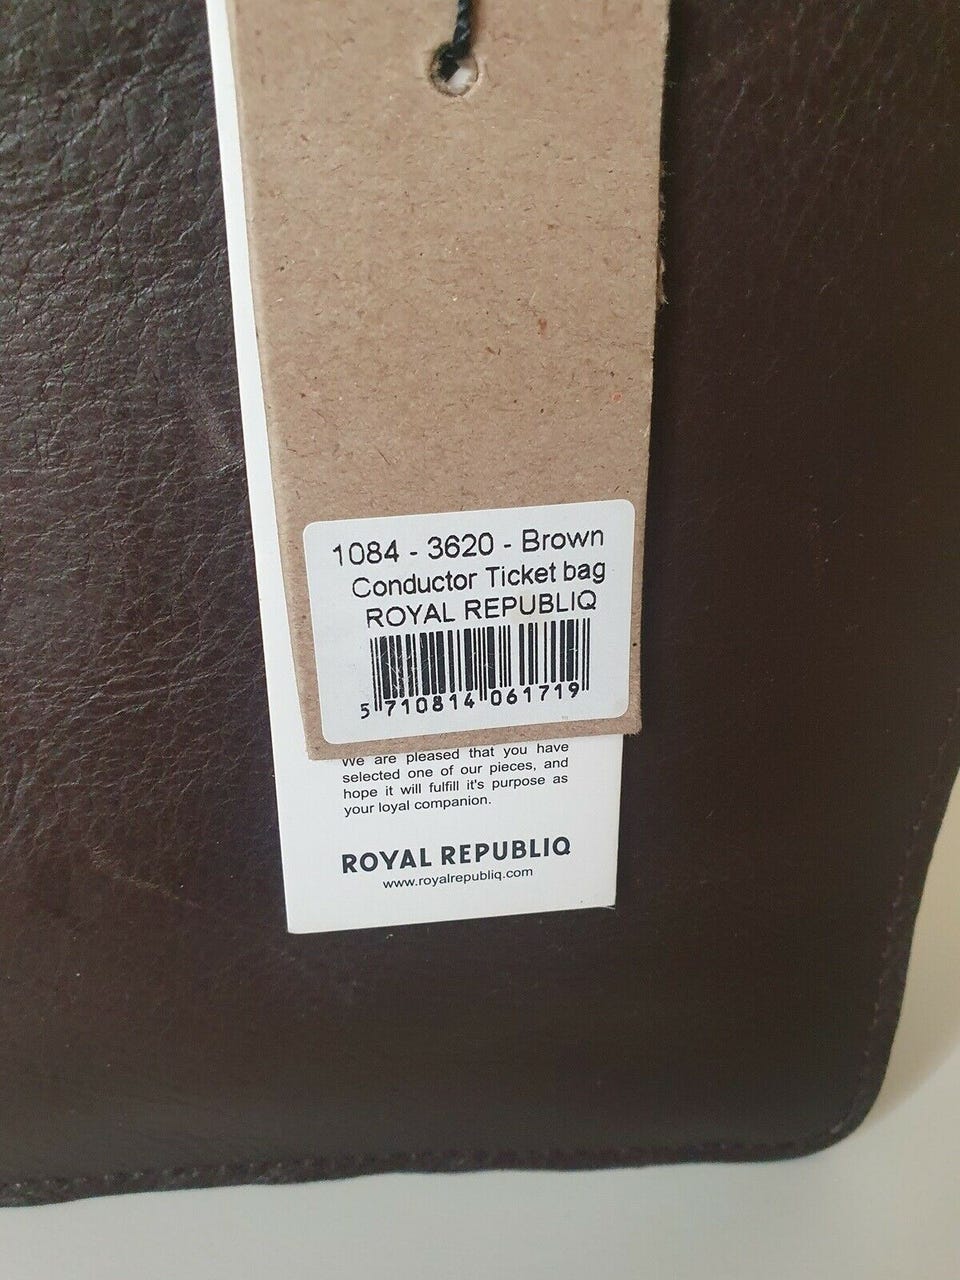 1084 - 3620 - Brown
Conductor Ticket bag
ROYAL REPUBLIQ
5 710814 061719
We are pleased that you have
selected one of our pieces, and
hope it will fulfill it's purpose as
your loyal companion.
ROYAL REPUBLIQ
www.royalrepubliq.com